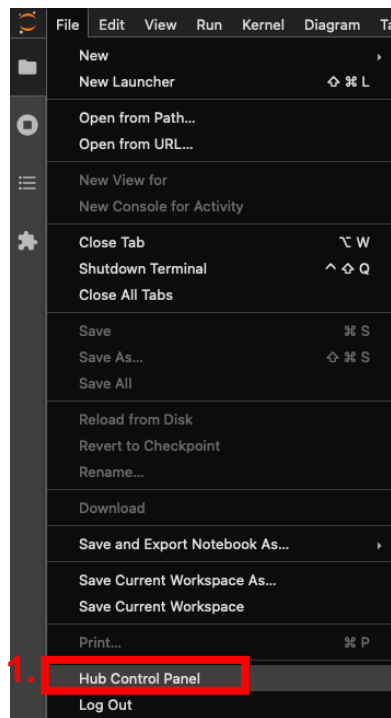 File Edit View Run Kernel Diagram Ta
New
New Launcher ⇧ ⌘ L
Open from Path...
Open from URL...
New View for
New Console for Activity
Close Tab ⌥ W
Shutdown Terminal ^ ⇧ Q
Close All Tabs
Save ⌘ S
Save As... ⇧ ⌘ S
Save All
Reload from Disk
Revert to Checkpoint
Rename...
Download
Save and Export Notebook As...
Save Current Workspace As...
Save Current Workspace
Print... ⌘ P
1. Hub Control Panel
Log Out